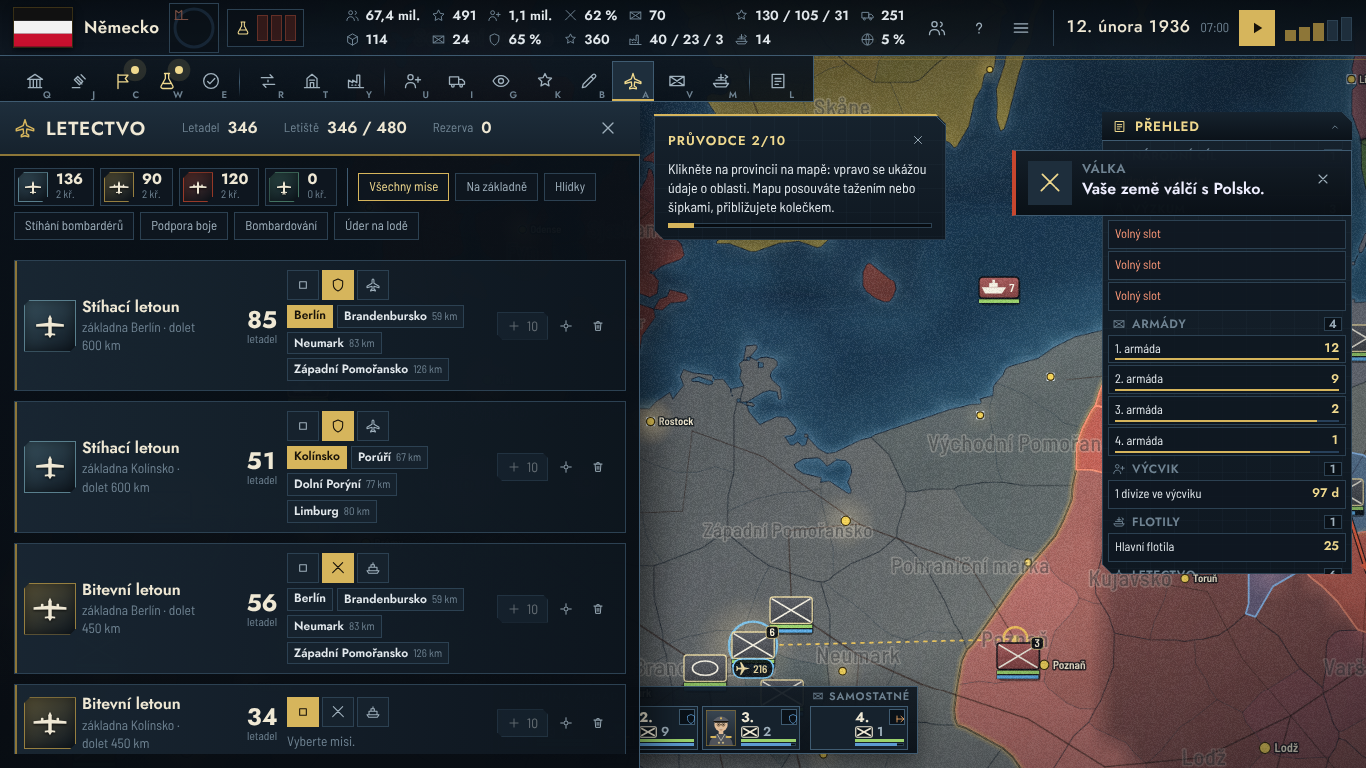 Německo
67,4 mil.
491
1,1 mil.
62 %
70
130 / 105 / 31
251
114
24
65 %
360
40 / 23 / 3
14
5 %
?
12. února 1936
07:00
Q
J
C
W
E
R
T
Y
U
I
G
K
B
A
V
M
L
LETECTVO
Letadel 346
Letiště 346 / 480
Rezerva 0
136
2 kř.
90
2 kř.
120
2 kř.
0
0 kř.
Všechny mise
Na základně
Hlídky
Stíhání bombardérů
Podpora boje
Bombardování
Úder na lodě
Stíhací letoun
základna Berlín · dolet
600 km
85
letadel
Berlín
Brandenbursko 59 km
Neumark 83 km
Západní Pomořansko 126 km
+ 10
Stíhací letoun
základna Kolínsko ·
dolet 600 km
51
letadel
Kolínsko
Porúří 67 km
Dolní Porýní 77 km
Limburg 80 km
+ 10
Bitevní letoun
základna Berlín · dolet
450 km
56
letadel
Berlín
Brandenbursko 59 km
Neumark 83 km
Západní Pomořansko 126 km
+ 10
Bitevní letoun
základna Kolínsko ·
dolet 450 km
34
letadel
Vyberte misi.
+ 10
PRŮVODCE 2/10
Klikněte na provincii na mapě: vpravo se ukážou
údaje o oblasti. Mapu posouváte tažením nebo
šipkami, přibližujete kolečkem.
PŘEHLED
VÁLKA
Vaše země válčí s Polsko.
Volný slot
Volný slot
Volný slot
ARMÁDY
4
1. armáda
12
2. armáda
9
3. armáda
2
4. armáda
1
VÝCVIK
1
1 divize ve výcviku
97 d
FLOTILY
1
Hlavní flotila
25
Skåne
7
Rostock
Východní Pomořan
Západní Pomořansko
Pohraniční marka
Kujavsko
Toruň
6
216
Neumark
Poznaň
3
Poznaň
Lodž
Lodž
SAMOSTATNÉ
2.
9
3.
2
4.
1